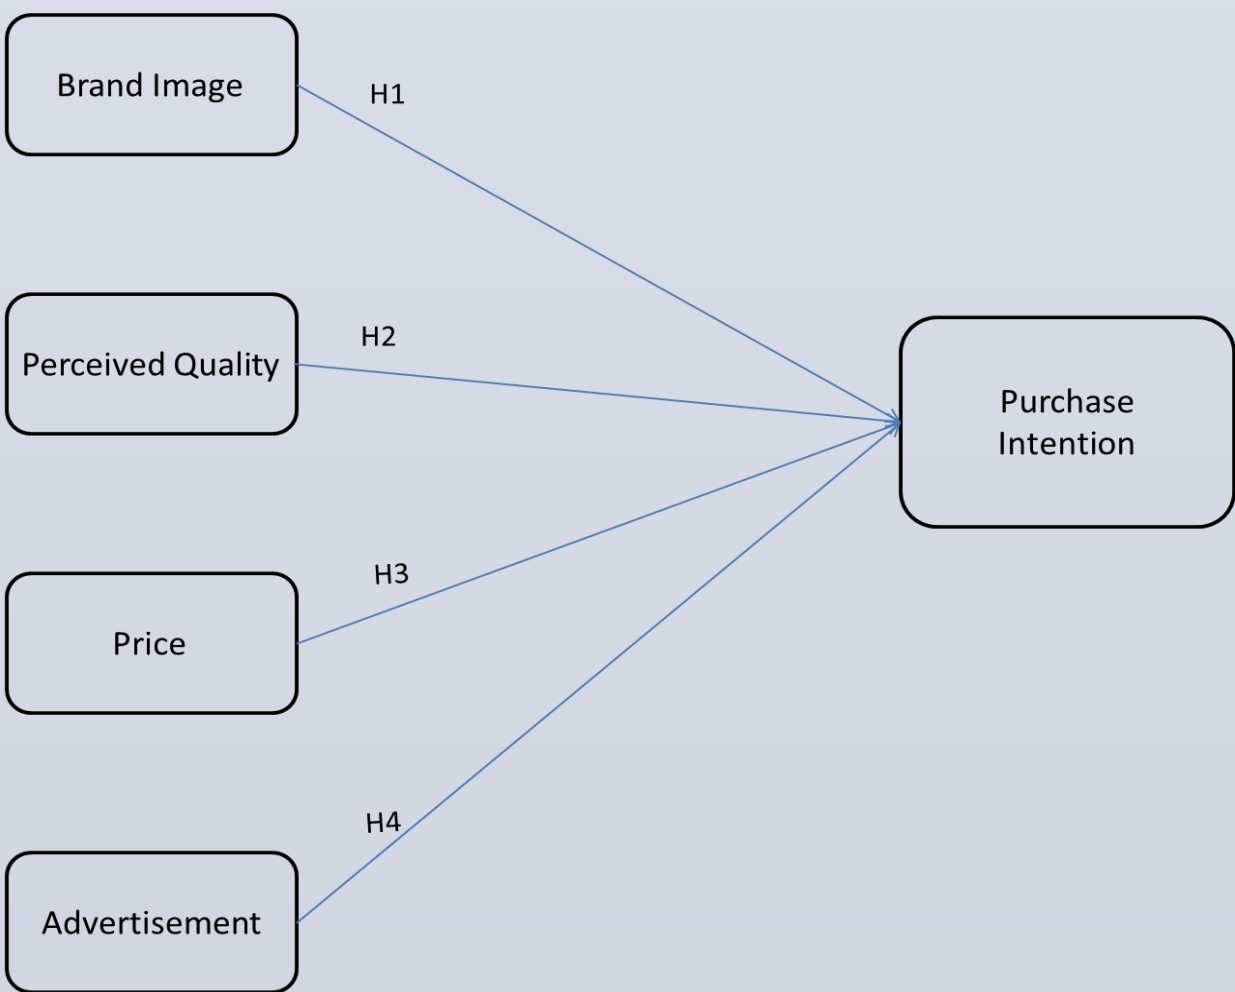 Brand Image
H1
H2
Perceived Quality
Purchase
Intention
H3
Price
H4
Advertisement